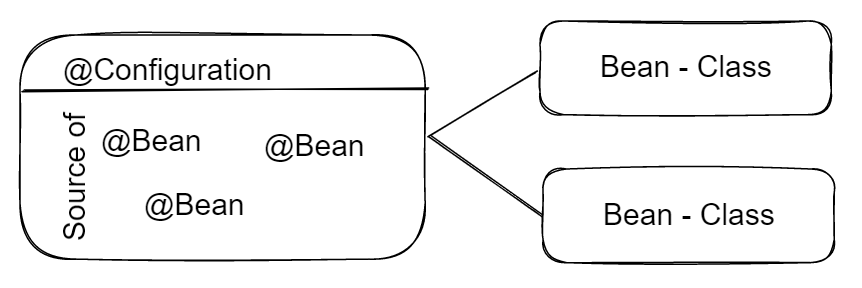 @Configuration
Source of
@Bean
@Bean
@Bean
Bean - Class
Bean - Class